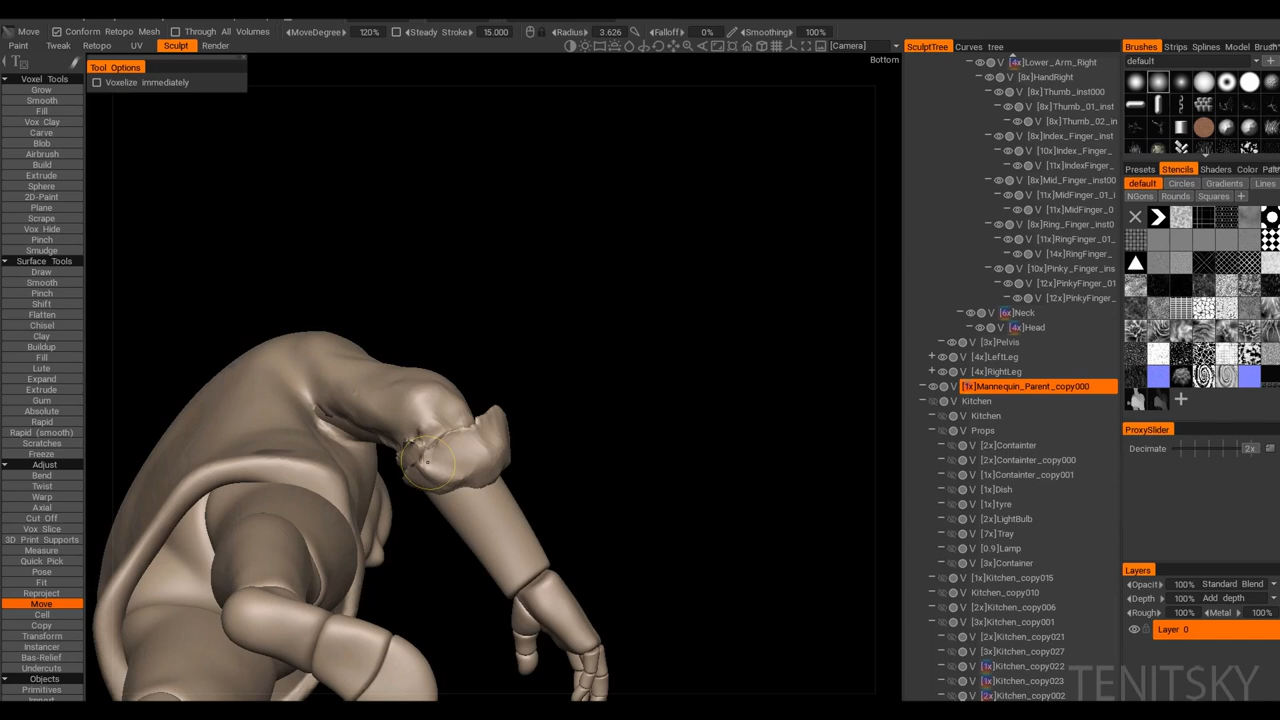 Move Conform Retopo Mesh Through All Volumes MoveDegree 120% Steady Stroke 15.000 Radius 3.626 Falloff 0% Smoothing 100%
Paint Tweak Retopo UV Sculpt Render [Camera]
Bottom
Tool Options
Voxelize immediately
Voxel Tools
Grow
Smooth
Fill
Vox Clay
Carve
Blob
Airbrush
Build
Extrude
Sphere
2D-Paint
Plane
Scrape
Vox Hide
Pinch
Smudge
Surface Tools
Draw
Smooth
Pinch
Shift
Flatten
Chisel
Clay
Buildup
Fill
Lute
Expand
Extrude
Gum
Absolute
Rapid
Rapid (smooth)
Scratches
Freeze
Adjust
Bend
Twist
Warp
Axial
Cut Off
Vox Slice
3D Print Supports
Measure
Quick Pick
Pose
Fit
Reproject
Move
Cell
Copy
Transform
Instancer
Bas-Relief
Undercuts
Objects
Primitives
SculptTree Curves tree
V [4x]Lower_Arm_Right
V [8x]HandRight
V [8x]Thumb_inst000
V [8x]Thumb_01_inst
V [8x]Thumb_02_in
V [8x]Index_Finger_inst
V [10x]Index_Finger_
V [11x]IndexFinger_
V [8x]Mid_Finger_inst00
V [11x]MidFinger_01_i
V [11x]MidFinger_0
V [8x]Ring_Finger_inst0
V [11x]RingFinger_01_
V [14x]RingFinger_
V [10x]Pinky_Finger_ins
V [12x]PinkyFinger_01
V [12x]PinkyFinger_
V [6x]Neck
V [4x]Head
V [3x]Pelvis
V [4x]LeftLeg
V [4x]RightLeg
V [1x]Mannequin_Parent_copy000
V Kitchen
V Kitchen
V Props
V [2x]Containter
V [2x]Containter_copy000
V [1x]Containter_copy001
V [1x]Dish
V [1x]tyre
V [2x]LightBulb
V [7x]Tray
V [0.9]Lamp
V [3x]Container
V [1x]Kitchen_copy015
V Kitchen_copy010
V [2x]Kitchen_copy006
V [3x]Kitchen_copy001
V [2x]Kitchen_copy021
V [3x]Kitchen_copy027
V [1x]Kitchen_copy022
V [1x]Kitchen_copy023
V [2x]Kitchen_copy002
Brushes Strips Splines Model
default
Presets Stencils Shaders Color
default Circles Gradients Lines
NGons Rounds Squares
ProxySlider
Decimate 2x
Layers
Opacit 100% Standard Blend
Depth 100% Add depth
Rough 100% Metal 100%
Layer 0
TENITSKY